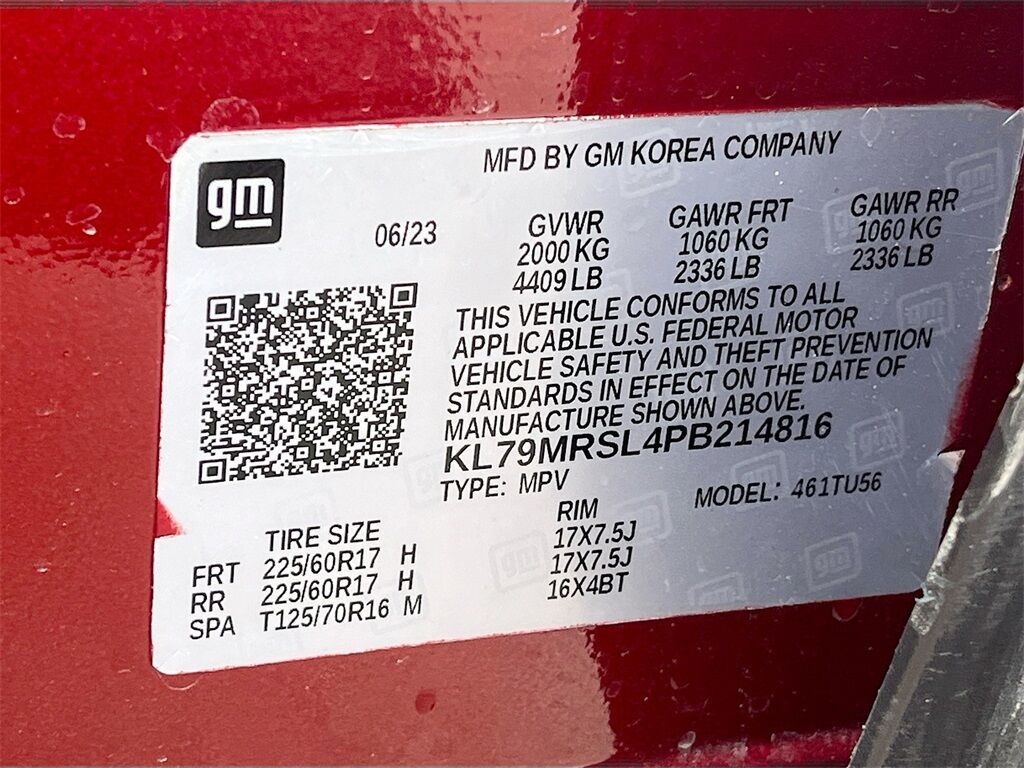 gm
MFD BY GM KOREA COMPANY
06/23
GVWR GAWR FRT GAWR RR
2000 KG 1060 KG 1060 KG
4409 LB 2336 LB 2336 LB
THIS VEHICLE CONFORMS TO ALL
APPLICABLE U.S. FEDERAL MOTOR
VEHICLE SAFETY AND THEFT PREVENTION
STANDARDS IN EFFECT ON THE DATE OF
MANUFACTURE SHOWN ABOVE.
KL79MRSL4PB214816
TYPE: MPV MODEL: 461TU56
TIRE SIZE RIM
FRT 225/60R17 H 17X7.5J
RR 225/60R17 H 17X7.5J
SPA T125/70R16 M 16X4BT